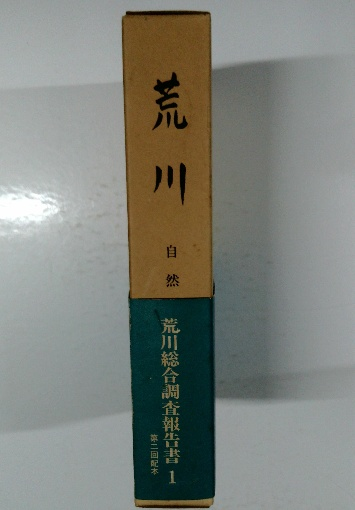 荒川
自然
荒川総合調査報告書 1
第二回配本